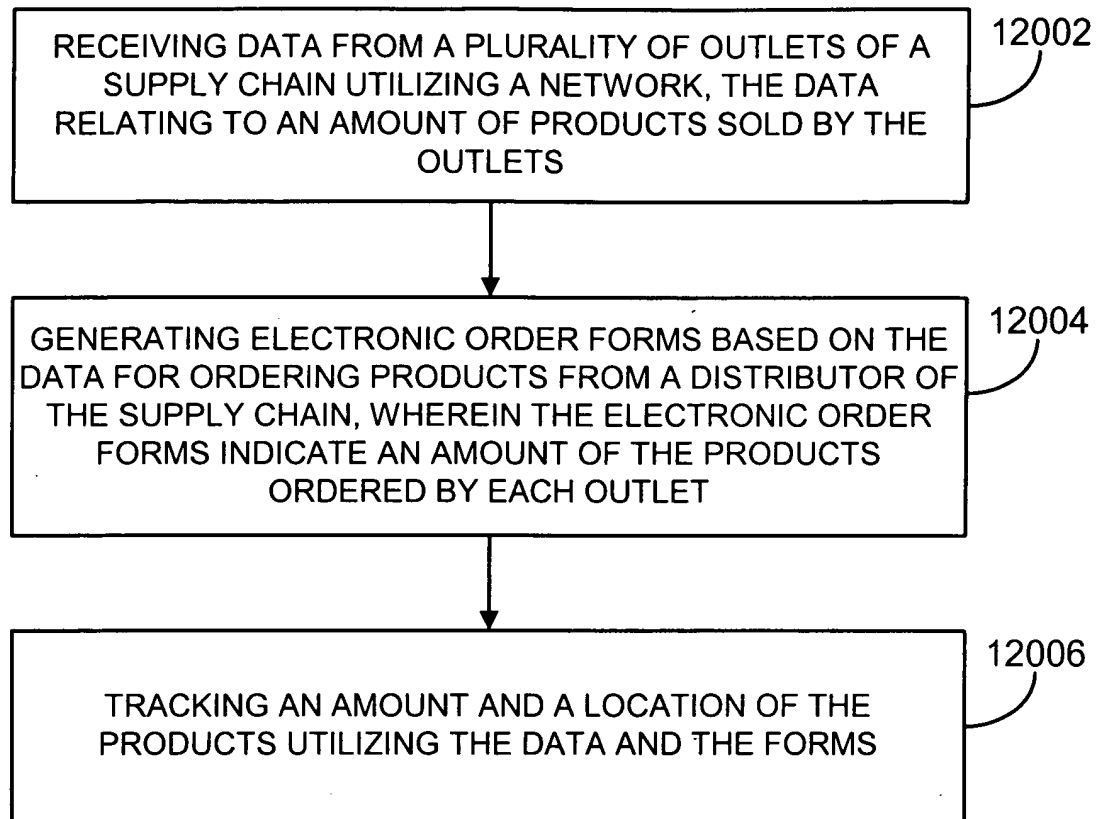 RECEIVING DATA FROM A PLURALITY OF OUTLETS OF A
SUPPLY CHAIN UTILIZING A NETWORK, THE DATA
RELATING TO AN AMOUNT OF PRODUCTS SOLD BY THE
OUTLETS
12002
GENERATING ELECTRONIC ORDER FORMS BASED ON THE
DATA FOR ORDERING PRODUCTS FROM A DISTRIBUTOR OF
THE SUPPLY CHAIN, WHEREIN THE ELECTRONIC ORDER
FORMS INDICATE AN AMOUNT OF THE PRODUCTS
ORDERED BY EACH OUTLET
12004
TRACKING AN AMOUNT AND A LOCATION OF THE
PRODUCTS UTILIZING THE DATA AND THE FORMS
12006